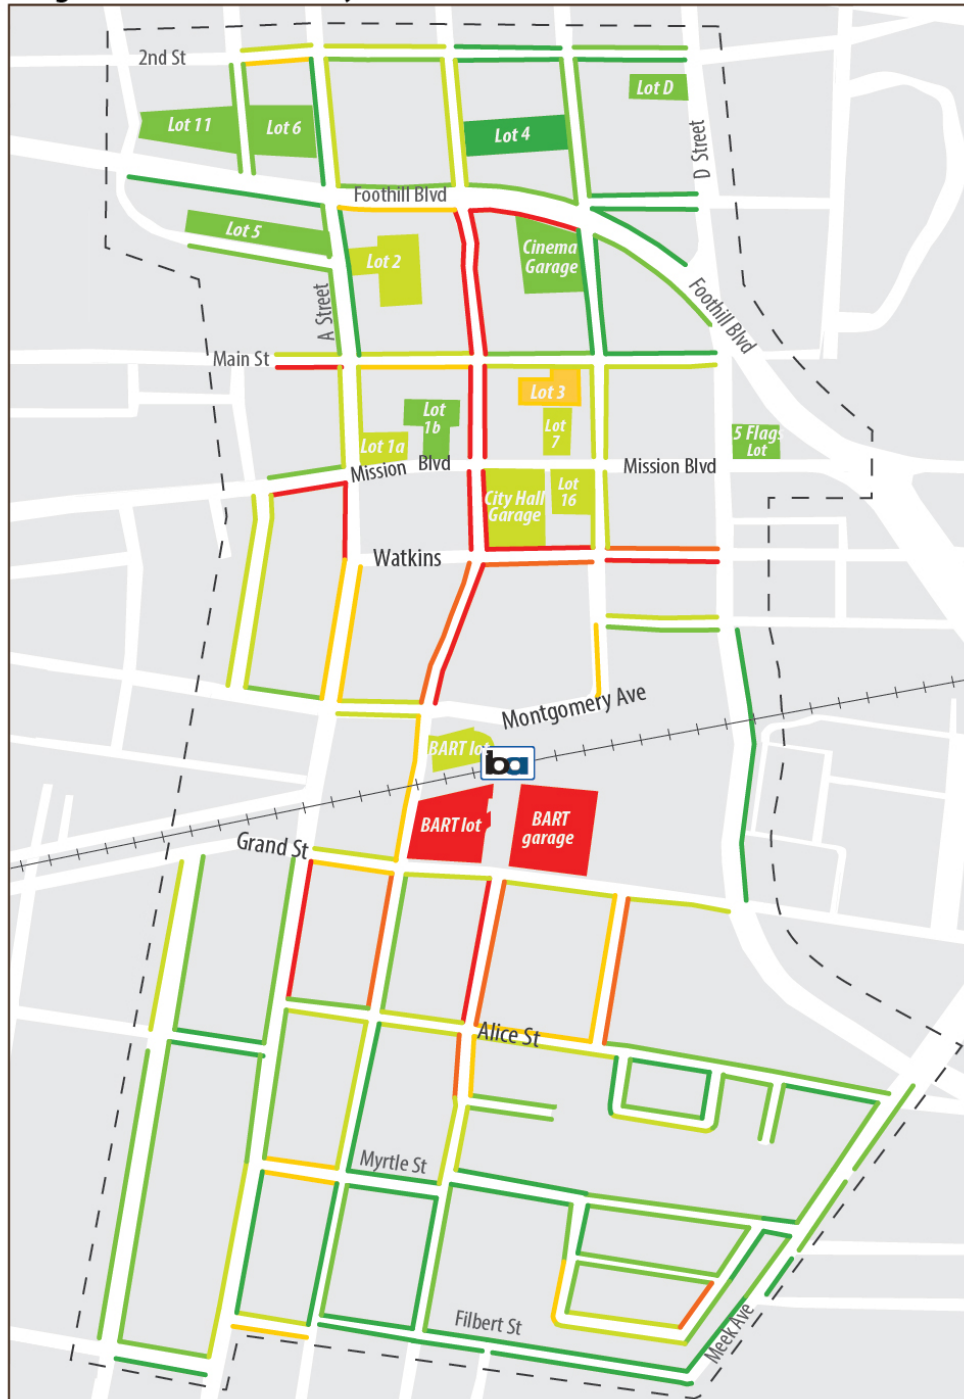 2nd St
Lot D
Lot 11
Lot 6
Lot 4
D Street
Foothill Blvd
Lot 5
Lot 2
Cinema
Garage
A Street
Foothill Blvd
Main St
Lot 3
Lot
1b
Lot
7
5 Flags
Lot
Lot 1a
Mission Blvd
Mission Blvd
City Hall
Garage
Lot
16
Watkins
Montgomery Ave
BART lot
ba
BART lot
BART
garage
Grand St
Alice St
Myrtle St
Filbert St
Meek Ave